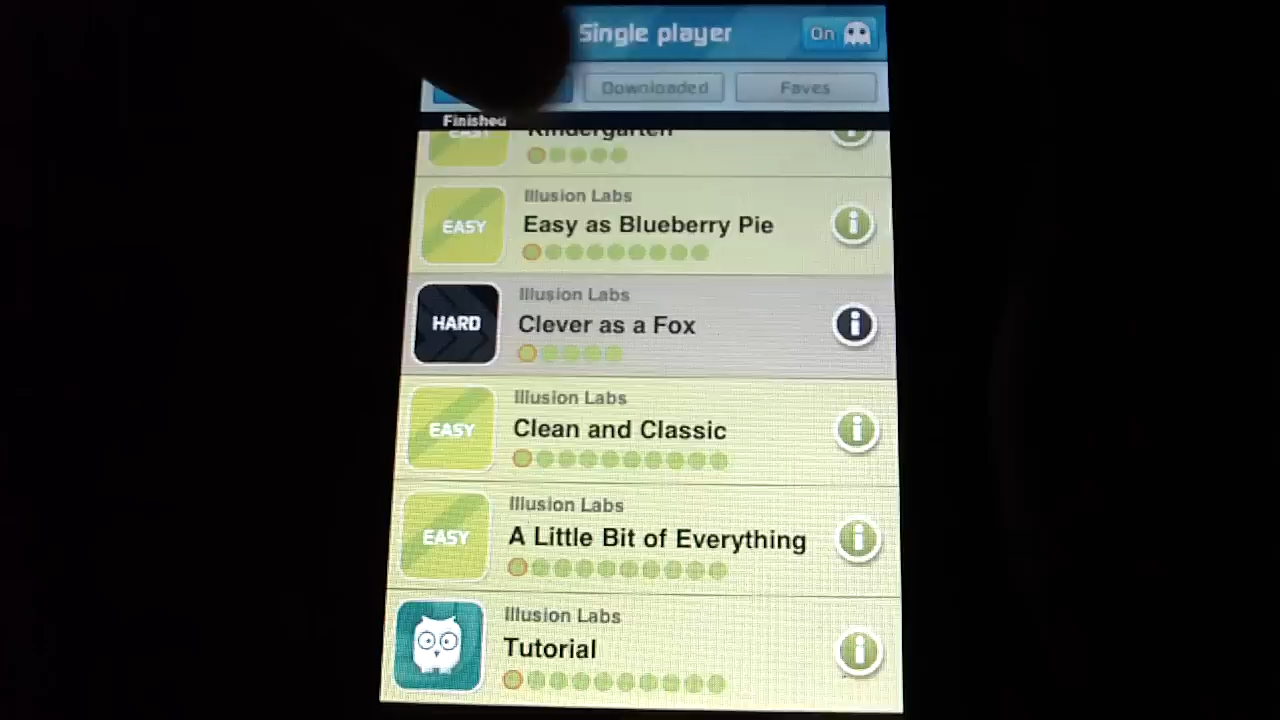 Single player
On
Downloaded
Faves
Finished
EASY
Kindergarten
Illusion Labs
EASY
Easy as Blueberry Pie
Illusion Labs
HARD
Clever as a Fox
Illusion Labs
EASY
Clean and Classic
Illusion Labs
EASY
A Little Bit of Everything
Illusion Labs
Tutorial